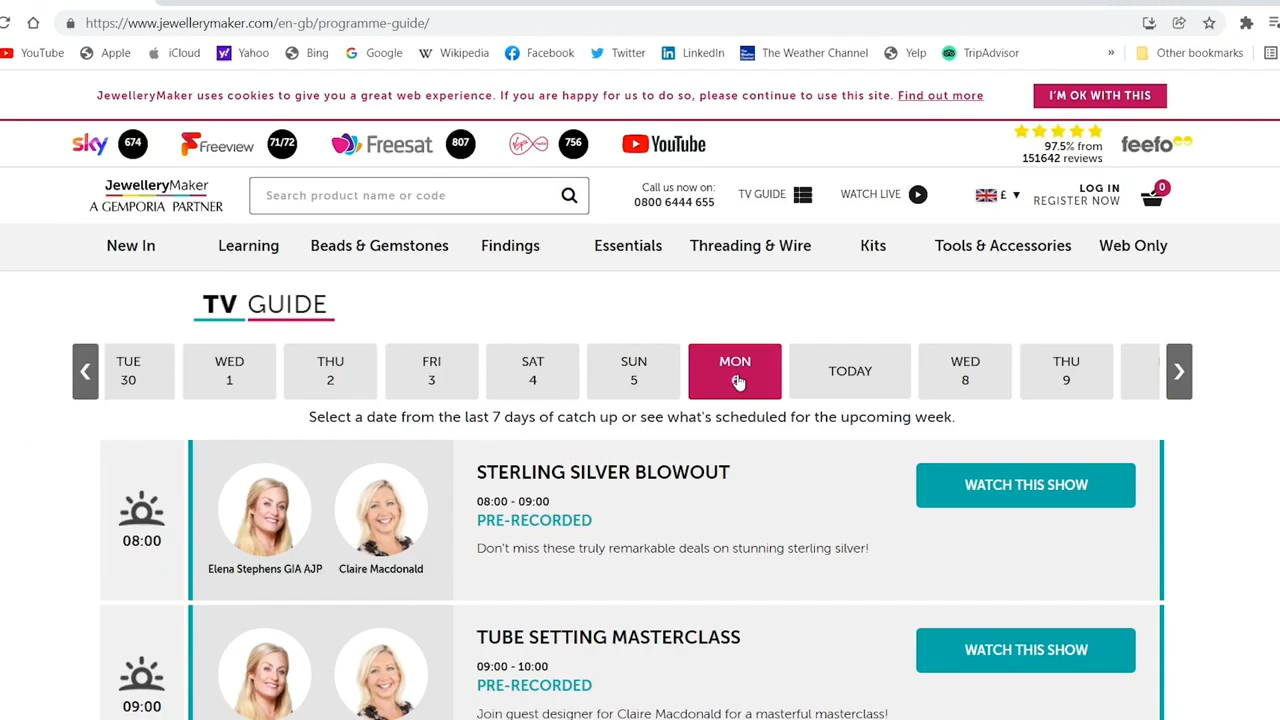 https://www.jewellerymaker.com/en-gb/programme-guide/
YouTube Apple iCloud Yahoo Bing Google Wikipedia Facebook Twitter LinkedIn The Weather Channel Yelp TripAdvisor » Other bookmarks
JewelleryMaker uses cookies to give you a great web experience. If you are happy for us to do so, please continue to use this site. Find out more
I'M OK WITH THIS
sky 674 Freeview 71/72 Freesat 807 Virgin media 756 YouTube
97.5% from
151642 reviews
feefo
JewelleryMaker
A GEMPORIA PARTNER
Search product name or code
Call us now on:
0800 6444 655
TV GUIDE
WATCH LIVE
£ ▼
LOG IN
REGISTER NOW
0
New In Learning Beads & Gemstones Findings Essentials Threading & Wire Kits Tools & Accessories Web Only
TV GUIDE
TUE
30
WED
1
THU
2
FRI
3
SAT
4
SUN
5
MON
TODAY
WED
8
THU
9
Select a date from the last 7 days of catch up or see what's scheduled for the upcoming week.
08:00
Elena Stephens GIA AJP
Claire Macdonald
STERLING SILVER BLOWOUT
08:00 - 09:00
PRE-RECORDED
Don't miss these truly remarkable deals on stunning sterling silver!
WATCH THIS SHOW
09:00
TUBE SETTING MASTERCLASS
09:00 - 10:00
PRE-RECORDED
Join guest designer for Claire Macdonald for a masterful masterclass!
WATCH THIS SHOW